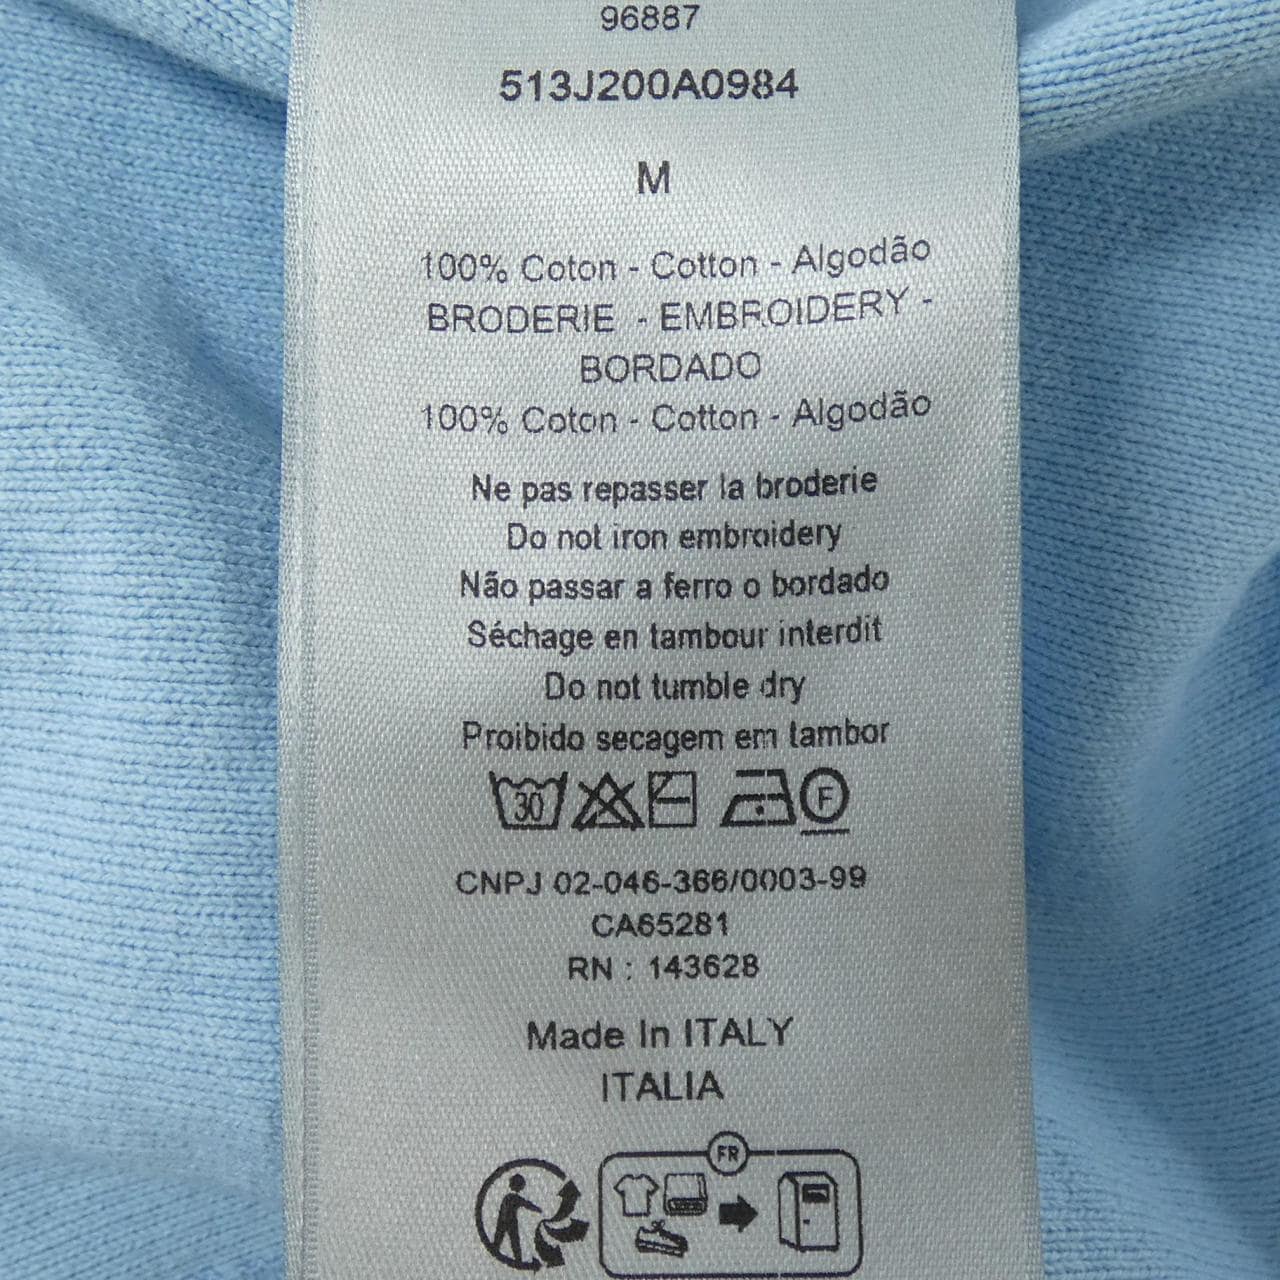 96887
513J200A0984
M
100% Coton - Cotton - Algodão
BRODERIE - EMBROIDERY -
BORDADO
100% Coton - Cotton - Algodão
Ne pas repasser la broderie
Do not iron embroidery
Não passar a ferro o bordado
Séchage en tambour interdit
Do not tumble dry
Proibido secagem em tambor
30 F
CNPJ 02-046-366/0003-99
CA65281
RN : 143628
Made In ITALY
ITALIA
FR